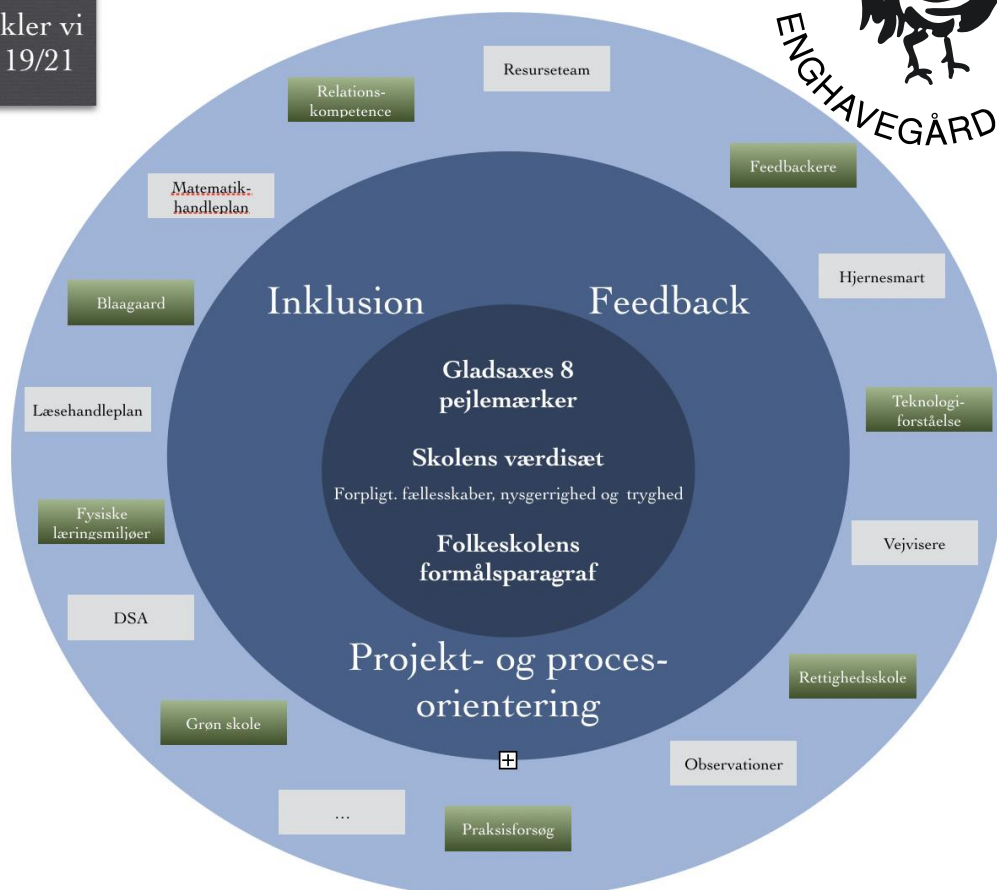 kler vi
19/21
ENGHAVEGÅRD
Resurseteam
Relations-
kompetence
Feedbackere
Matematik-
handleplan
Hjernesmart
Blaagaard
Inklusion
Feedback
Gladsaxes 8
pejlemærker
Læsehandleplan
Teknologi-
forståelse
Skolens værdisæt
Forpligt. fællesskaber, nysgerrighed og tryghed
Fysiske
læringsmiljøer
Vejvisere
Folkeskolens
formålsparagraf
DSA
Projekt- og proces-
orientering
Rettighedsskole
Grøn skole
Observationer
...
Praksisforsøg